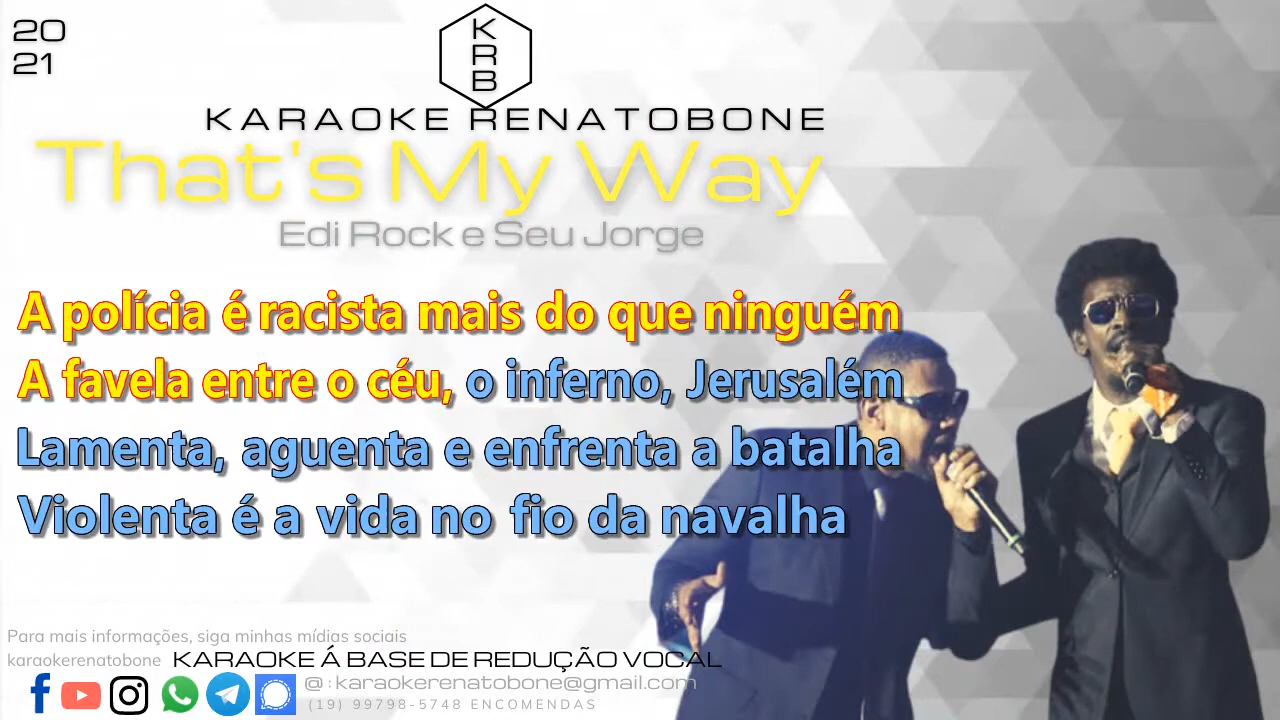 20
21
K
R
B
KARAOKE RENATOBONE
That's My Way
Edi Rock e Seu Jorge
A polícia é racista mais do que ninguém
A favela entre o céu, o inferno, Jerusalém
Lamenta, aguenta e enfrenta a batalha
Violenta é a vida no fio da navalha
Para mais informações, siga minhas mídias sociais
karaokerenatobone KARAOKE Á BASE DE REDUÇÃO VOCAL
@ : karaokerenatobone@gmail.com
(19) 99798-5748 ENCOMENDAS